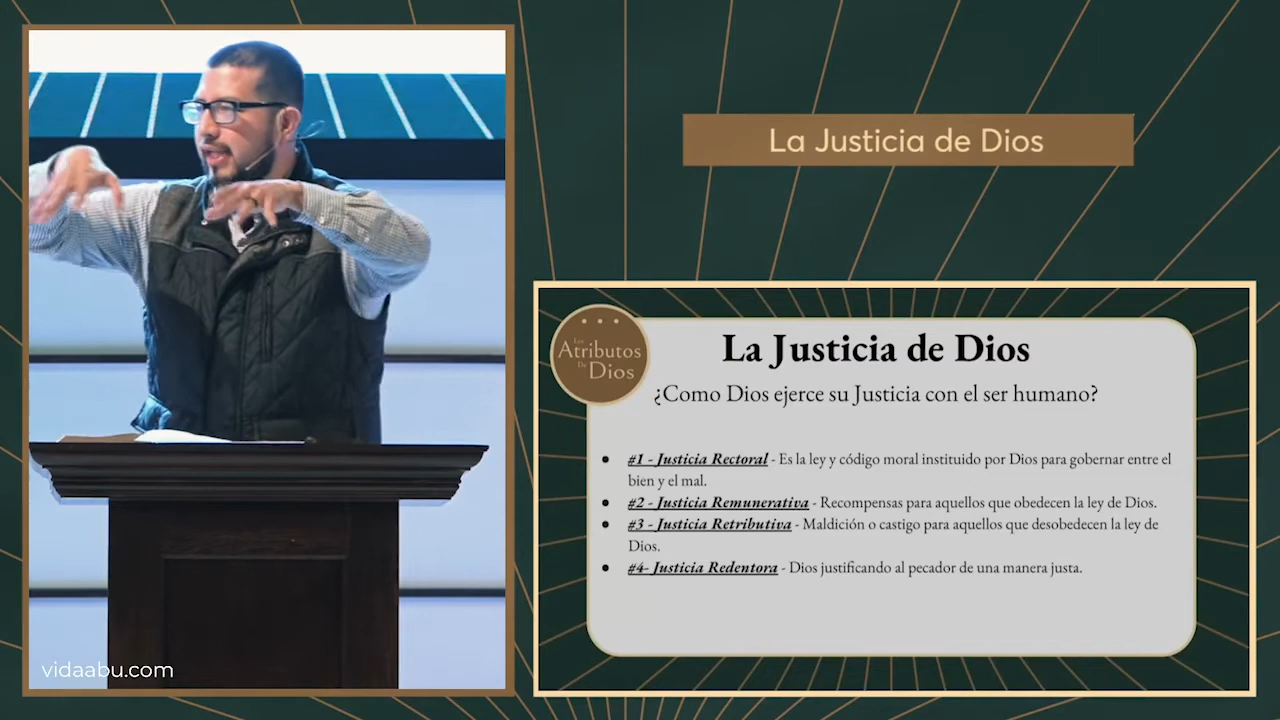 La Justicia de Dios
Los
Atributos
De
Dios
La Justicia de Dios
¿Como Dios ejerce su Justicia con el ser humano?
#1 - Justicia Rectoral - Es la ley y código moral instituido por Dios para gobernar entre el
bien y el mal.
#2 - Justicia Remunerativa - Recompensas para aquellos que obedecen la ley de Dios.
#3 - Justicia Retributiva - Maldición o castigo para aquellos que desobedecen la ley de
Dios.
#4- Justicia Redentora - Dios justificando al pecador de una manera justa.
vidaabu.com